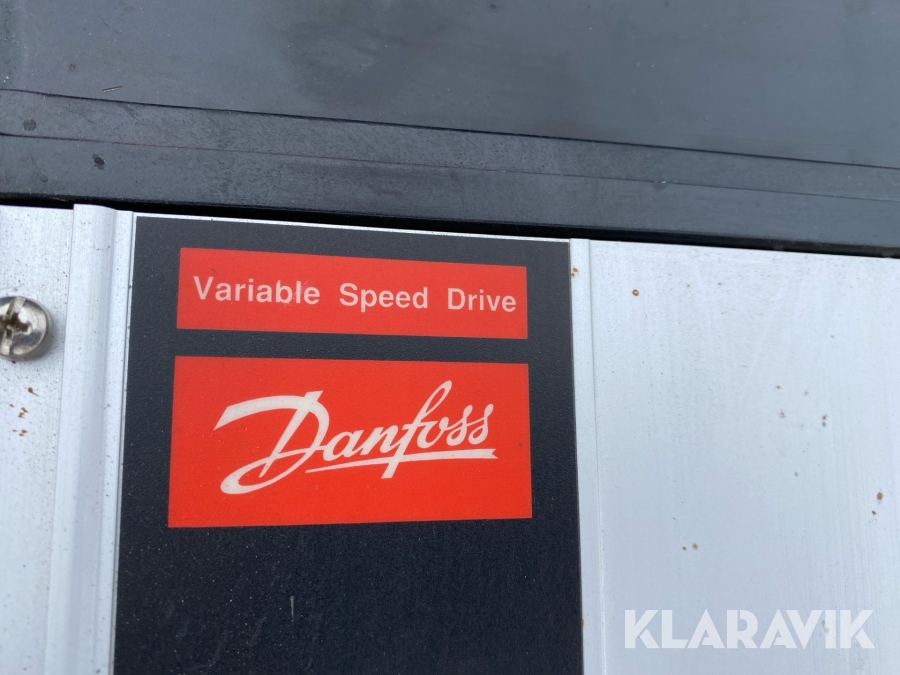 Variable Speed Drive
Danfoss
KLARAVIK